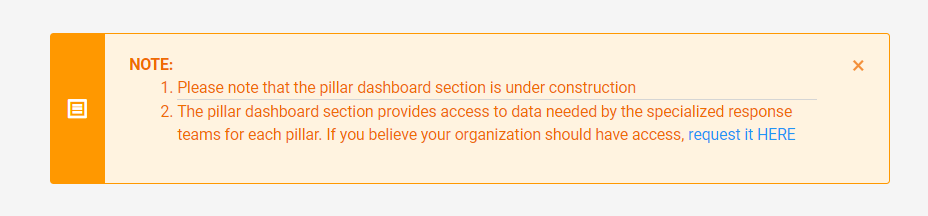 NOTE:
1. Please note that the pillar dashboard section is under construction
2. The pillar dashboard section provides access to data needed by the specialized response
teams for each pillar. If you believe your organization should have access, request it HERE